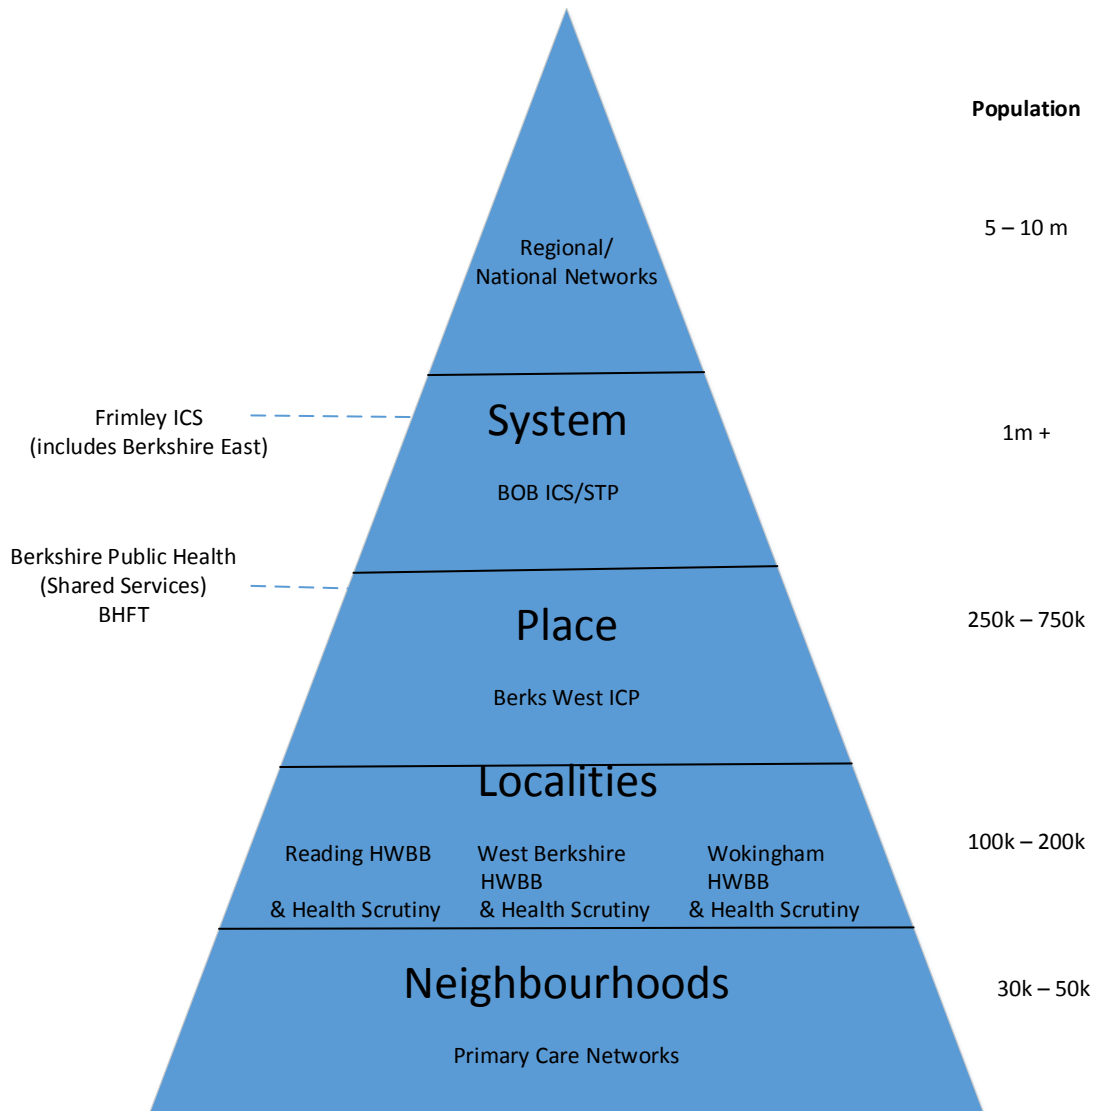 Population
5 – 10 m
Regional/
National Networks
Frimley ICS
(includes Berkshire East)
System
1m +
BOB ICS/STP
Berkshire Public Health
(Shared Services)
BHFT
Place
250k – 750k
Berks West ICP
Localities
100k – 200k
Reading HWBB
& Health Scrutiny
West Berkshire
HWBB
& Health Scrutiny
Wokingham
HWBB
& Health Scrutiny
Neighbourhoods
30k – 50k
Primary Care Networks